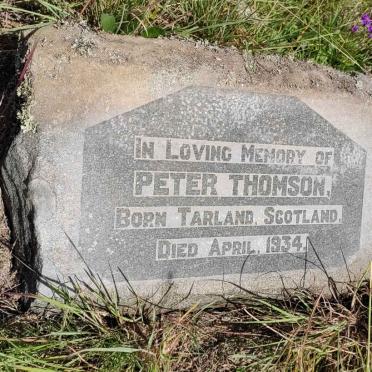 In Loving Memory of
PETER THOMSON,
Born Tarland, Scotland,
Died April, 1934.